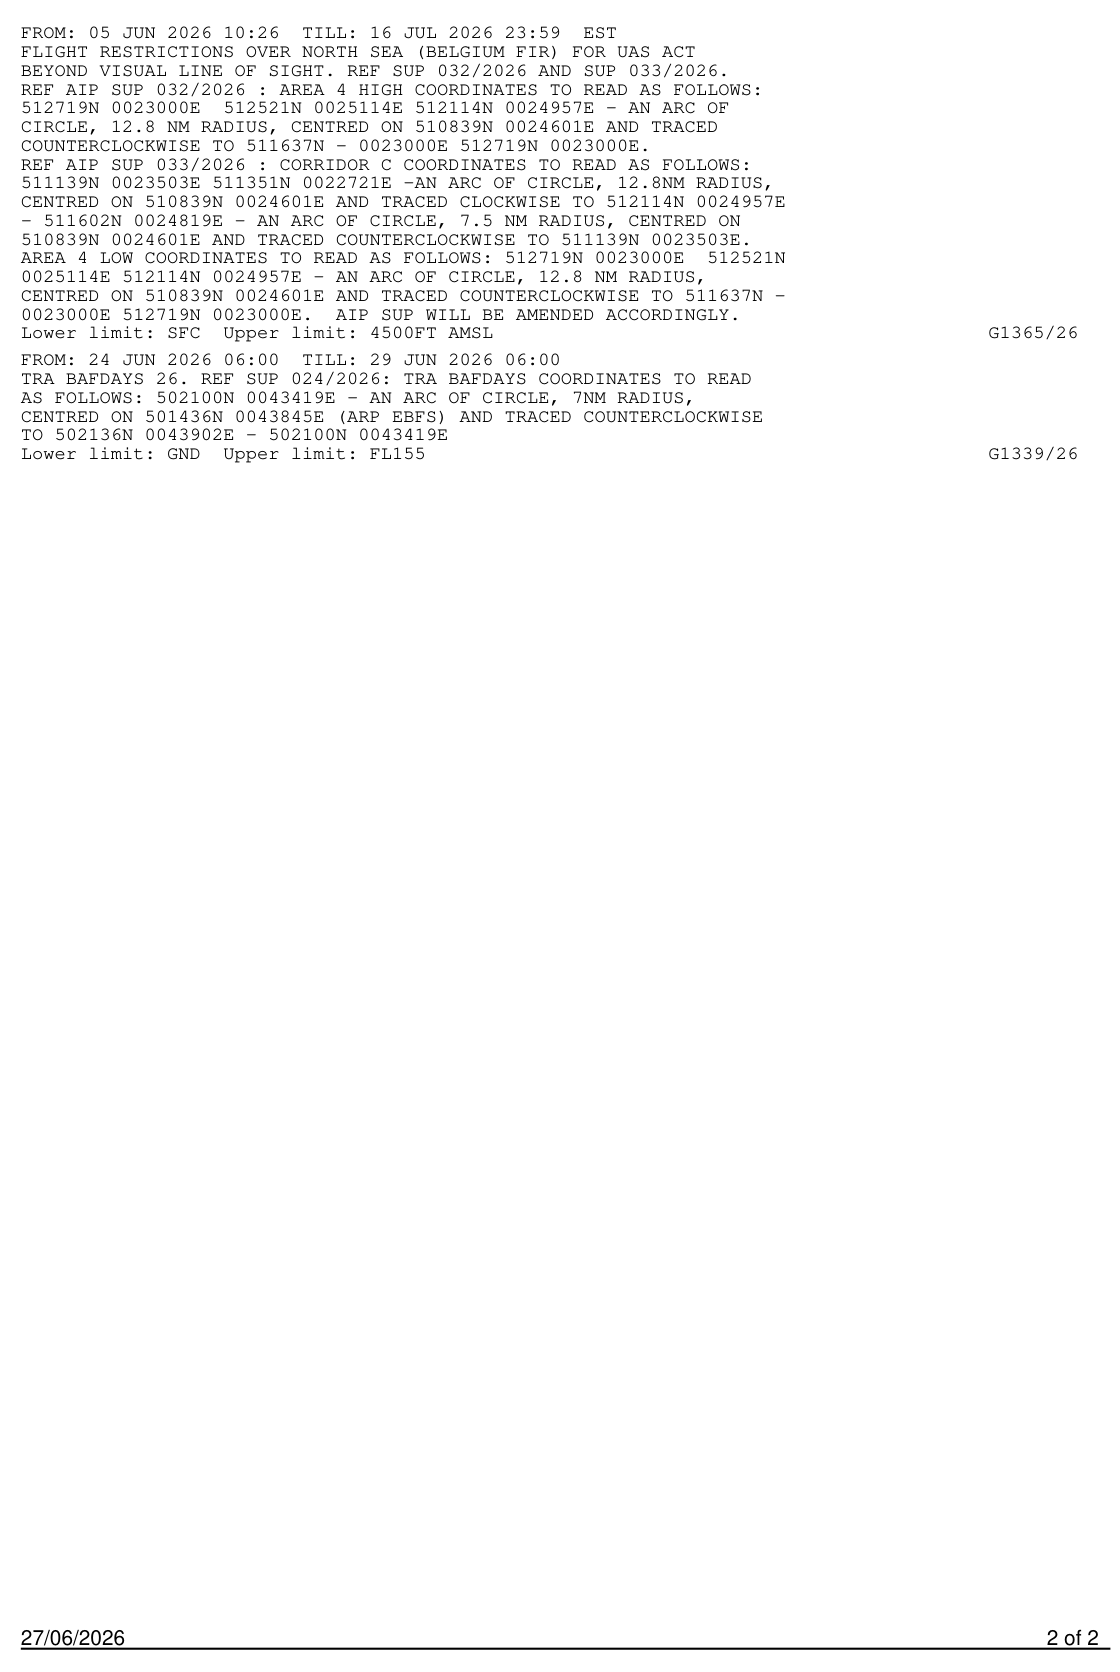 FROM: 05 JUN 2026 10:26  TILL: 16 JUL 2026 23:59  EST
FLIGHT RESTRICTIONS OVER NORTH SEA (BELGIUM FIR) FOR UAS ACT
BEYOND VISUAL LINE OF SIGHT. REF SUP 032/2026 AND SUP 033/2026.
REF AIP SUP 032/2026 : AREA 4 HIGH COORDINATES TO READ AS FOLLOWS:
512719N 0023000E  512521N 0025114E 512114N 0024957E - AN ARC OF
CIRCLE, 12.8 NM RADIUS, CENTRED ON 510839N 0024601E AND TRACED
COUNTERCLOCKWISE TO 511637N - 0023000E 512719N 0023000E.
REF AIP SUP 033/2026 : CORRIDOR C COORDINATES TO READ AS FOLLOWS:
511139N 0023503E 511351N 0022721E -AN ARC OF CIRCLE, 12.8NM RADIUS,
CENTRED ON 510839N 0024601E AND TRACED CLOCKWISE TO 512114N 0024957E
- 511602N 0024819E - AN ARC OF CIRCLE, 7.5 NM RADIUS, CENTRED ON
510839N 0024601E AND TRACED COUNTERCLOCKWISE TO 511139N 0023503E.
AREA 4 LOW COORDINATES TO READ AS FOLLOWS: 512719N 0023000E  512521N
0025114E 512114N 0024957E - AN ARC OF CIRCLE, 12.8 NM RADIUS,
CENTRED ON 510839N 0024601E AND TRACED COUNTERCLOCKWISE TO 511637N -
0023000E 512719N 0023000E.  AIP SUP WILL BE AMENDED ACCORDINGLY.
Lower limit: SFC  Upper limit: 4500FT AMSL G1365/26
FROM: 24 JUN 2026 06:00  TILL: 29 JUN 2026 06:00
TRA BAFDAYS 26. REF SUP 024/2026: TRA BAFDAYS COORDINATES TO READ
AS FOLLOWS: 502100N 0043419E - AN ARC OF CIRCLE, 7NM RADIUS,
CENTRED ON 501436N 0043845E (ARP EBFS) AND TRACED COUNTERCLOCKWISE
TO 502136N 0043902E - 502100N 0043419E
Lower limit: GND  Upper limit: FL155 G1339/26
27/06/2026 2 of 2